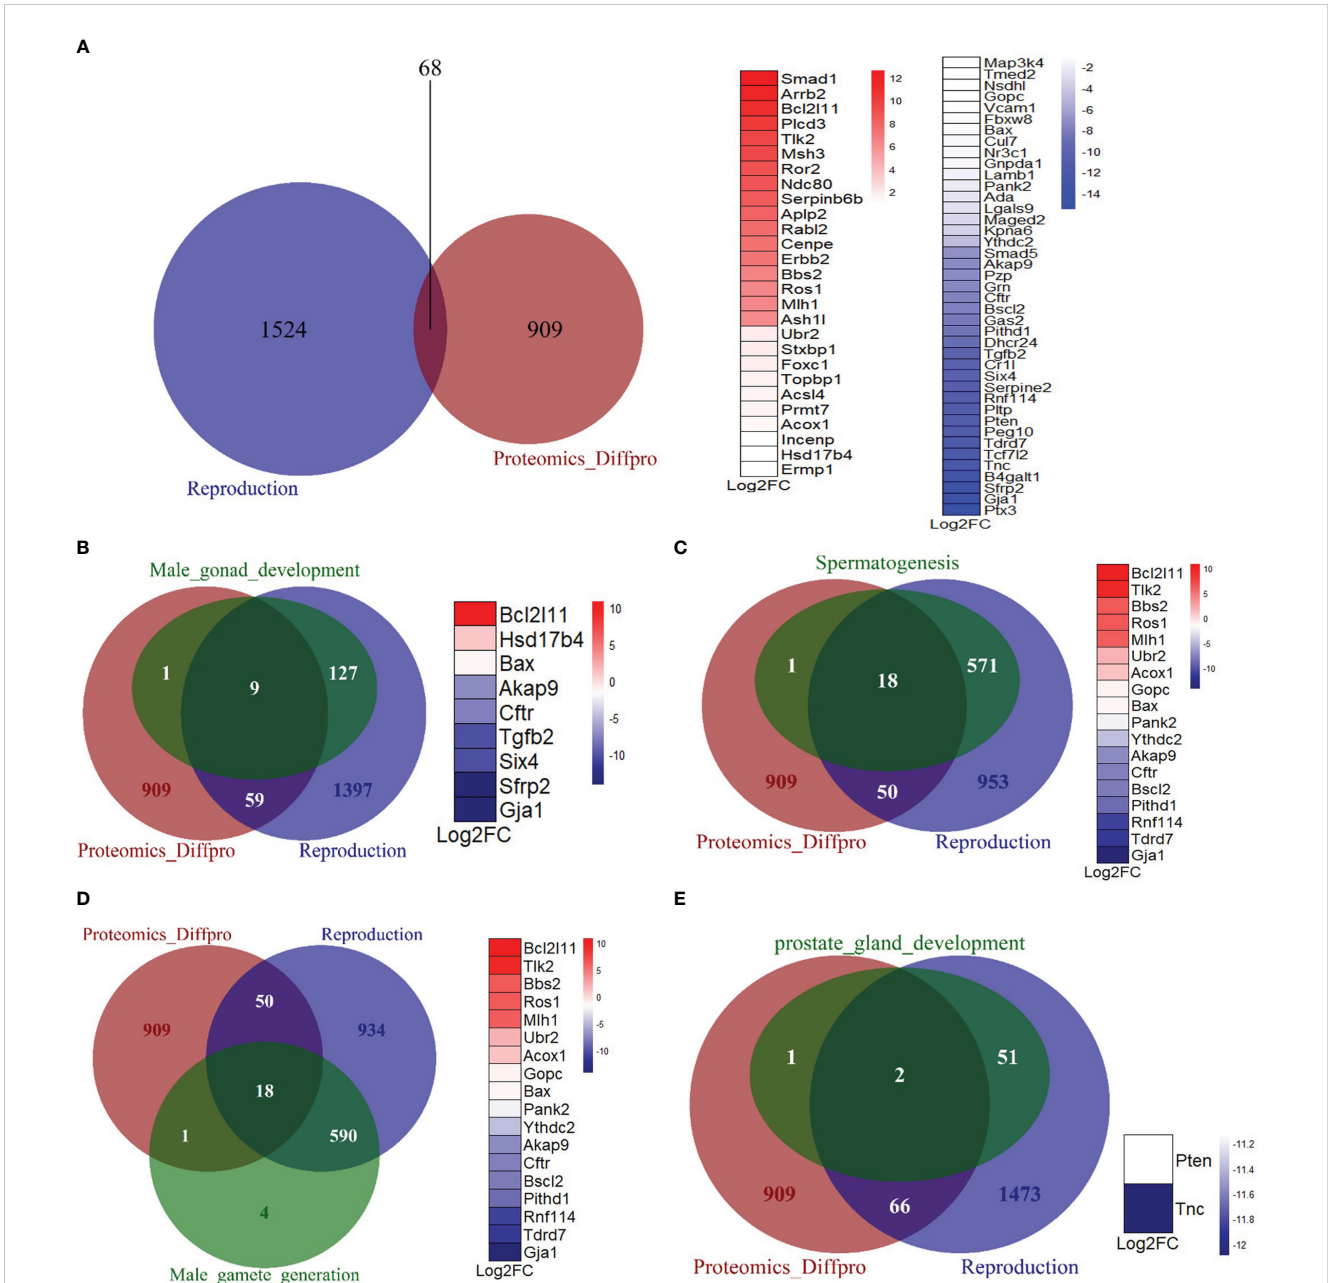 A
68
1524
909
Reproduction
Proteomics_Diffpro
Smad1
Arrb2
Bcl2l11
Plcd3
Tlk2
Msh3
Ror2
Ndc80
Serpinb6b
Aplp2
Rabl2
Cenpe
Erbb2
Bbs2
Ros1
Mlh1
Ash1l
Ubr2
Stxbp1
Foxc1
Topbp1
Acsl4
Prmt7
Acox1
Incenp
Hsd17b4
Ermp1
Log2FC
12
10
8
6
4
2
Map3k4
Tmed2
Nsdhl
Gopc
Vcam1
Fbxw8
Bax
Cul7
Nr3c1
Gnpda1
Lamb1
Pank2
Ada
Lgals9
Maged2
Kpna6
Ythdc2
Smad5
Akap9
Pzp
Grn
Cftr
Bscl2
Gas2
Pithd1
Dhcr24
Tgfb2
Cr1l
Six4
Serpine2
Rnf114
Pltp
Pten
Peg10
Tdrd7
Tcf7l2
Tnc
B4galt1
Sfrp2
Gja1
Ptx3
Log2FC
-2
-4
-6
-8
-10
-12
-14
B
Male_gonad_development
1
9
127
909
59
1397
Proteomics_Diffpro
Reproduction
Bcl2l11
Hsd17b4
Bax
Akap9
Cftr
Tgfb2
Six4
Sfrp2
Gja1
Log2FC
10
5
0
-5
-10
C
Spermatogenesis
1
18
571
909
50
953
Proteomics_Diffpro
Reproduction
Bcl2l11
Tlk2
Bbs2
Ros1
Mlh1
Ubr2
Acox1
Gopc
Bax
Pank2
Ythdc2
Akap9
Cftr
Bscl2
Pithd1
Rnf114
Tdrd7
Gja1
Log2FC
10
5
0
-5
-10
D
Proteomics_Diffpro
Reproduction
50
909
934
18
1
590
4
Male_gamete_generation
Bcl2l11
Tlk2
Bbs2
Ros1
Mlh1
Ubr2
Acox1
Gopc
Bax
Pank2
Ythdc2
Akap9
Cftr
Bscl2
Pithd1
Rnf114
Tdrd7
Gja1
Log2FC
10
5
0
-5
-10
E
prostate_gland_development
1
2
51
909
66
1473
Proteomics_Diffpro
Reproduction
Pten
Tnc
Log2FC
-11.2
-11.4
-11.6
-11.8
-12